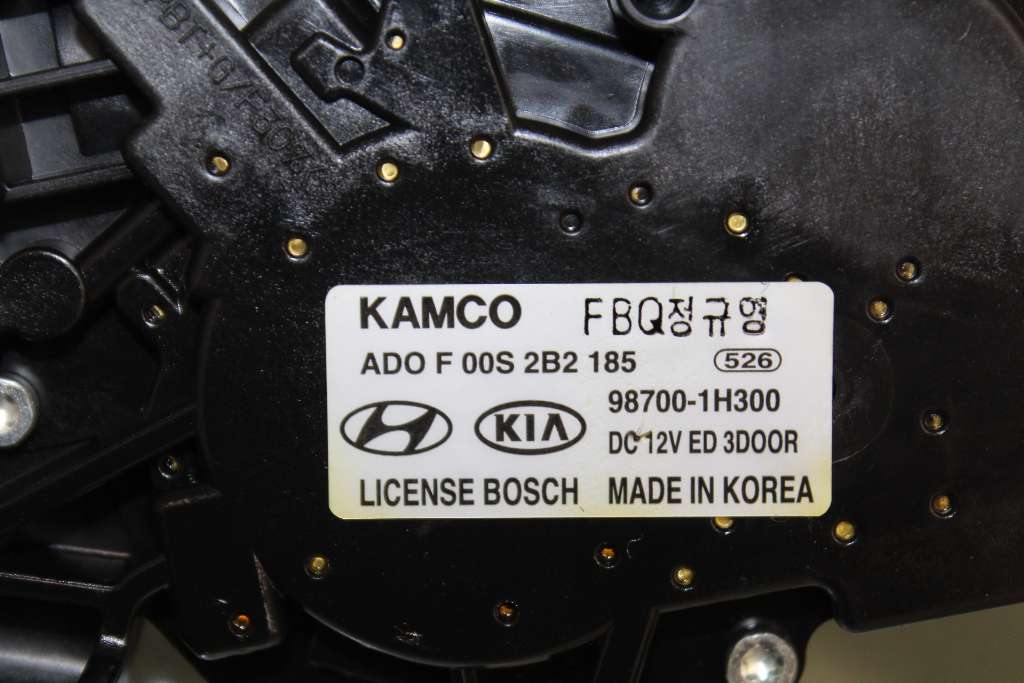 KAMCO FBQ정규영
ADO F 00S 2B2 185 526
KIA 98700-1H300
DC 12V ED 3DOOR
LICENSE BOSCH MADE IN KOREA